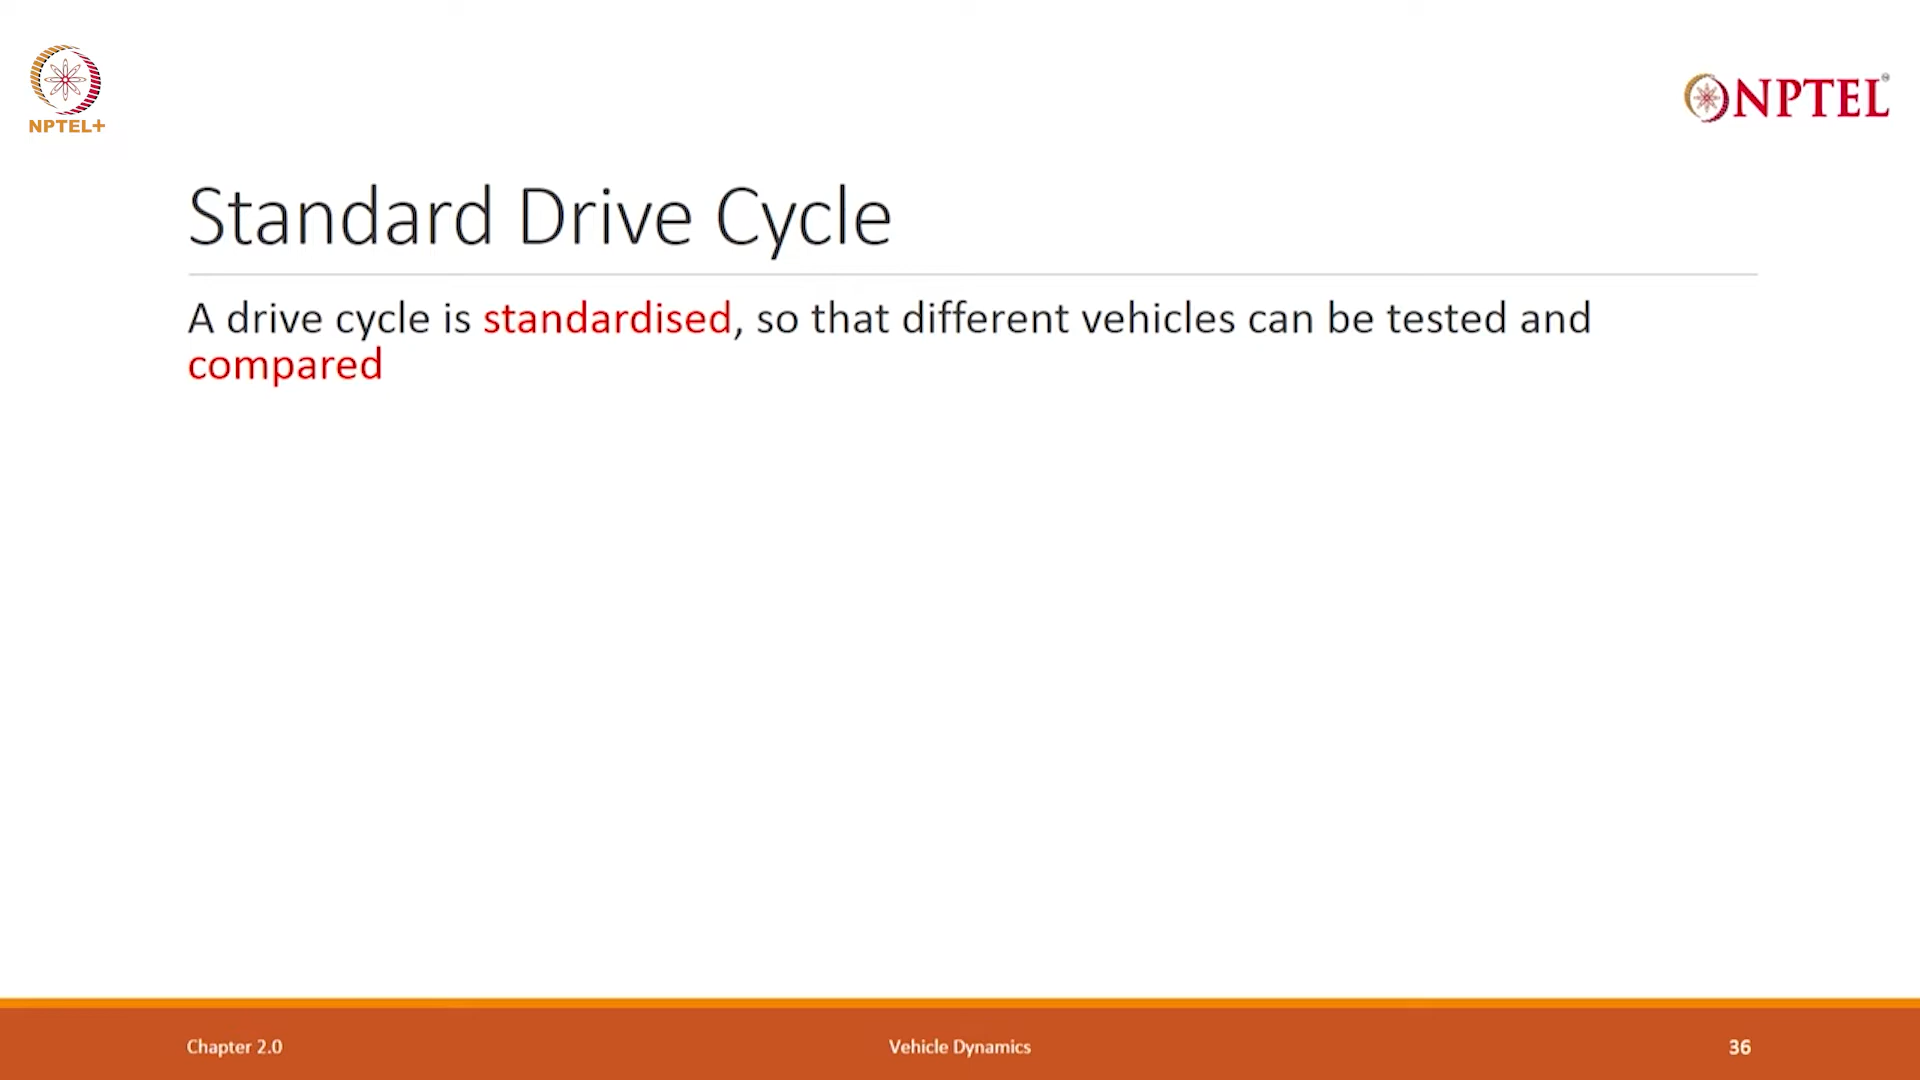 NPTEL+
NPTEL
Standard Drive Cycle
A drive cycle is standardised, so that different vehicles can be tested and
compared
Chapter 2.0
Vehicle Dynamics
36